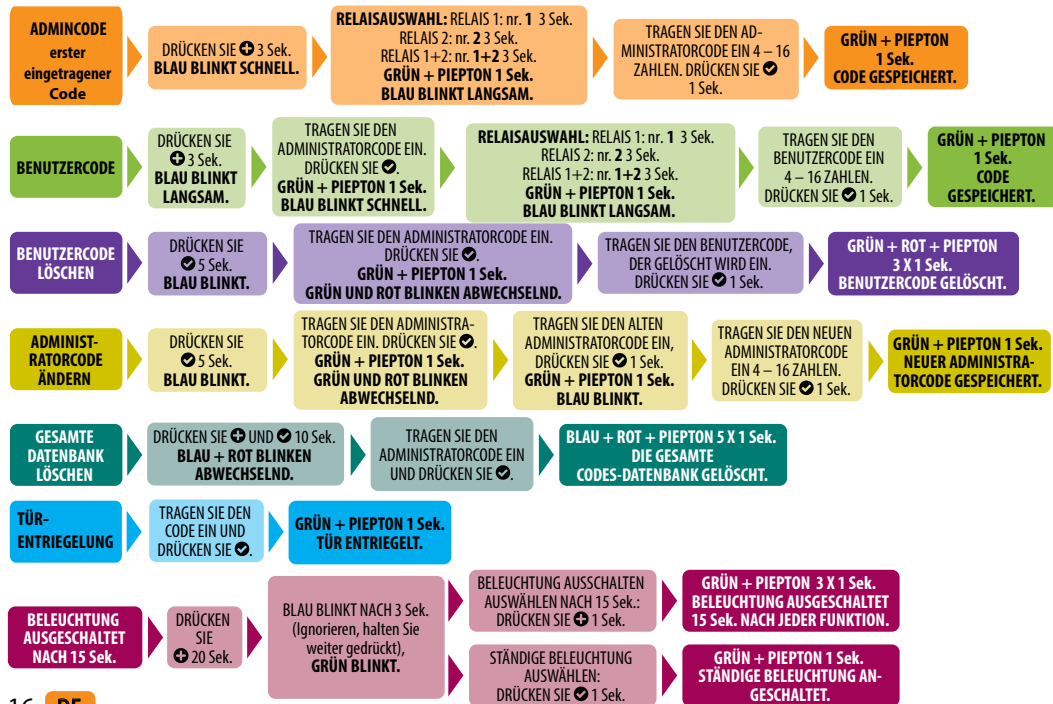 ADMINCODE
erster
eingetragener
Code
DRÜCKEN SIE ➕ 3 Sek.
BLAU BLINKT SCHNELL.
RELAISAUSWAHL: RELAIS 1: nr. 1 3 Sek.
RELAIS 2: nr. 2 3 Sek.
RELAIS 1+2: nr. 1+2 3 Sek.
GRÜN + PIEPTON 1 Sek.
BLAU BLINKT LANGSAM.
TRAGEN SIE DEN AD-
MINISTRATORCODE EIN 4 – 16
ZAHLEN. DRÜCKEN SIE ✔
1 Sek.
GRÜN + PIEPTON
1 Sek.
CODE GESPEICHERT.
BENUTZERCODE
DRÜCKEN SIE
➕ 3 Sek.
BLAU BLINKT
LANGSAM.
TRAGEN SIE DEN
ADMINISTRATORCODE EIN.
DRÜCKEN SIE ✔.
GRÜN + PIEPTON 1 Sek.
BLAU BLINKT SCHNELL.
RELAISAUSWAHL: RELAIS 1: nr. 1 3 Sek.
RELAIS 2: nr. 2 3 Sek.
RELAIS 1+2: nr. 1+2 3 Sek.
GRÜN + PIEPTON 1 Sek.
BLAU BLINKT LANGSAM.
TRAGEN SIE DEN
BENUTZERCODE EIN
4 – 16 ZAHLEN.
DRÜCKEN SIE ✔ 1 Sek.
GRÜN + PIEPTON
1 Sek.
CODE
GESPEICHERT.
BENUTZERCODE
LÖSCHEN
DRÜCKEN SIE
✔ 5 Sek.
BLAU BLINKT.
TRAGEN SIE DEN ADMINISTRATORCODE EIN.
DRÜCKEN SIE ✔.
GRÜN + PIEPTON 1 Sek.
GRÜN UND ROT BLINKEN ABWECHSELND.
TRAGEN SIE DEN BENUTZERCODE,
DER GELÖSCHT WIRD EIN.
DRÜCKEN SIE ✔ 1 Sek.
GRÜN + ROT + PIEPTON
3 X 1 Sek.
BENUTZERCODE GELÖSCHT.
ADMINIST-
RATORCODE
ÄNDERN
DRÜCKEN SIE
✔ 5 Sek.
BLAU BLINKT.
TRAGEN SIE DEN ADMINISTRA-
TORCODE EIN. DRÜCKEN SIE ✔.
GRÜN + PIEPTON 1 Sek.
GRÜN UND ROT BLINKEN
ABWECHSELND.
TRAGEN SIE DEN ALTEN
ADMINISTRATORCODE EIN,
DRÜCKEN SIE ✔ 1 Sek.
GRÜN + PIEPTON 1 Sek.
BLAU BLINKT.
TRAGEN SIE DEN NEUEN
ADMINISTRATORCODE
EIN 4 – 16 ZAHLEN.
DRÜCKEN SIE ✔ 1 Sek.
GRÜN + PIEPTON 1 Sek.
NEUER ADMINISTRA-
TORCODE GESPEICHERT.
GESAMTE
DATENBANK
LÖSCHEN
DRÜCKEN SIE ➕ UND ✔ 10 Sek.
BLAU + ROT BLINKEN
ABWECHSELND.
TRAGEN SIE DEN
ADMINISTRATORCODE EIN
UND DRÜCKEN SIE ✔.
BLAU + ROT + PIEPTON 5 X 1 Sek.
DIE GESAMTE
CODES-DATENBANK GELÖSCHT.
TÜR-
ENTRIEGELUNG
TRAGEN SIE DEN
CODE EIN UND
DRÜCKEN SIE ✔.
GRÜN + PIEPTON 1 Sek.
TÜR ENTRIEGELT.
BELEUCHTUNG
AUSGESCHALTET
NACH 15 Sek.
DRÜCKEN
SIE
➕ 20 Sek.
BLAU BLINKT NACH 3 Sek.
(Ignorieren, halten Sie
weiter gedrückt),
GRÜN BLINKT.
BELEUCHTUNG AUSSCHALTEN
AUSWÄHLEN NACH 15 Sek.:
DRÜCKEN SIE ➕ 1 Sek.
GRÜN + PIEPTON 3 X 1 Sek.
BELEUCHTUNG AUSGESCHALTET
15 Sek. NACH JEDER FUNKTION.
STÄNDIGE BELEUCHTUNG
AUSWÄHLEN:
DRÜCKEN SIE ✔ 1 Sek.
GRÜN + PIEPTON 1 Sek.
STÄNDIGE BELEUCHTUNG AN-
GESCHALTET.
16 DE